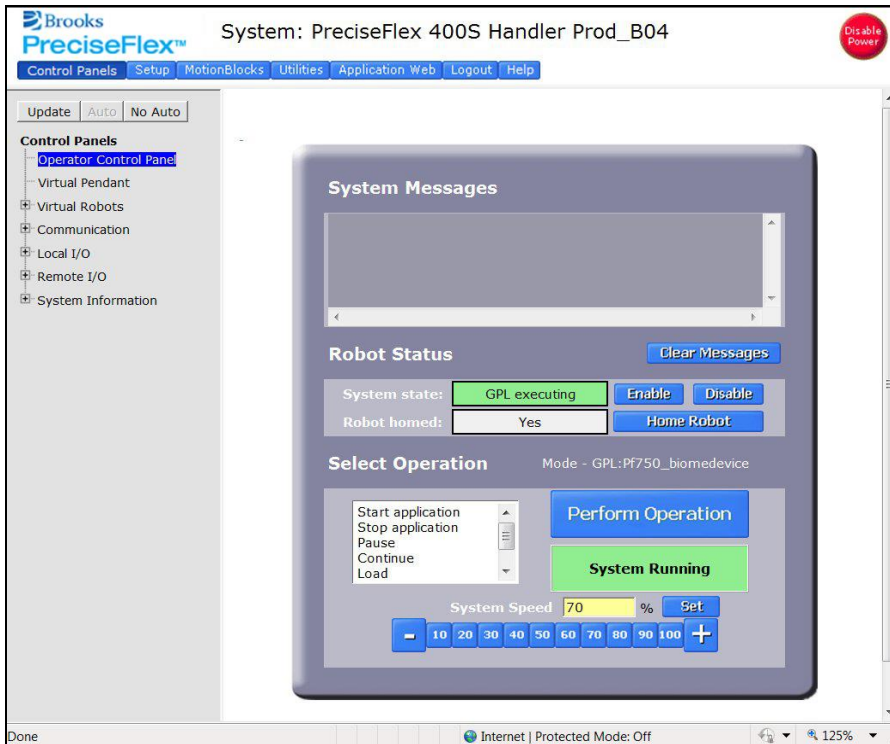 Brooks
PreciseFlex™
System: PreciseFlex 400S Handler Prod_B04
Disable
Power
Control Panels Setup MotionBlocks Utilities Application Web Logout Help
Update Auto No Auto
Control Panels
Operator Control Panel
Virtual Pendant
Virtual Robots
Communication
Local I/O
Remote I/O
System Information
System Messages
Robot Status Clear Messages
System state: GPL executing Enable Disable
Robot homed: Yes Home Robot
Select Operation Mode - GPL:Pf750_biomedevice
Start application
Stop application
Pause
Continue
Load
Perform Operation
System Running
System Speed 70 % Set
- 10 20 30 40 50 60 70 80 90 100 +
Done Internet | Protected Mode: Off 125%